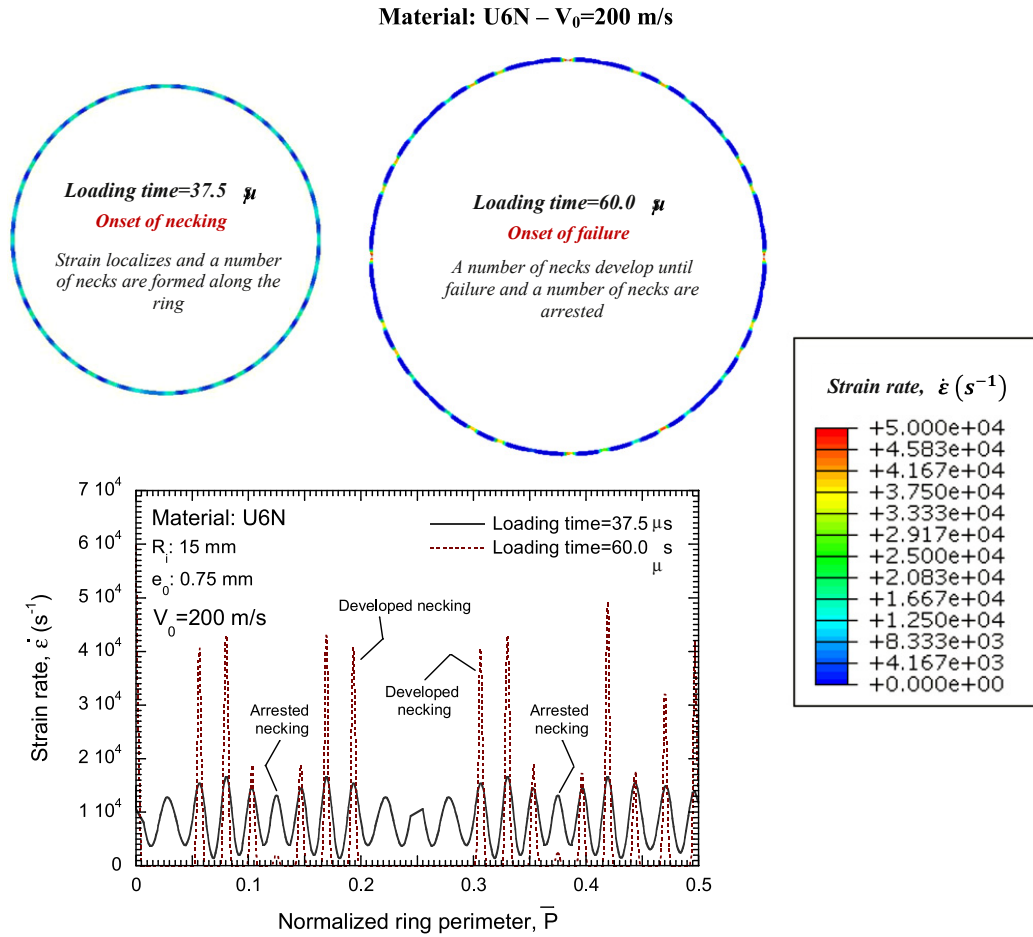 Material: U6N – V₀=200 m/s
Loading time=37.5 μs
Onset of necking
Strain localizes and a number
of necks are formed along the
ring
Loading time=60.0 μs
Onset of failure
A number of necks develop until
failure and a number of necks are
arrested
Strain rate, ε̇ (s⁻¹)
+5.000e+04
+4.583e+04
+4.167e+04
+3.750e+04
+3.333e+04
+2.917e+04
+2.500e+04
+2.083e+04
+1.667e+04
+1.250e+04
+8.333e+03
+4.167e+03
+0.000e+00
7 10⁴
6 10⁴
5 10⁴
4 10⁴
3 10⁴
2 10⁴
1 10⁴
0
Strain rate, ε̇ (s⁻¹)
Material: U6N
Rᵢ: 15 mm
e₀: 0.75 mm
V₀=200 m/s
Loading time=37.5 μs
Loading time=60.0 s
μ
Developed necking
Developed
necking
Arrested
necking
Arrested
necking
0
0.1
0.2
0.3
0.4
0.5
Normalized ring perimeter, P̅